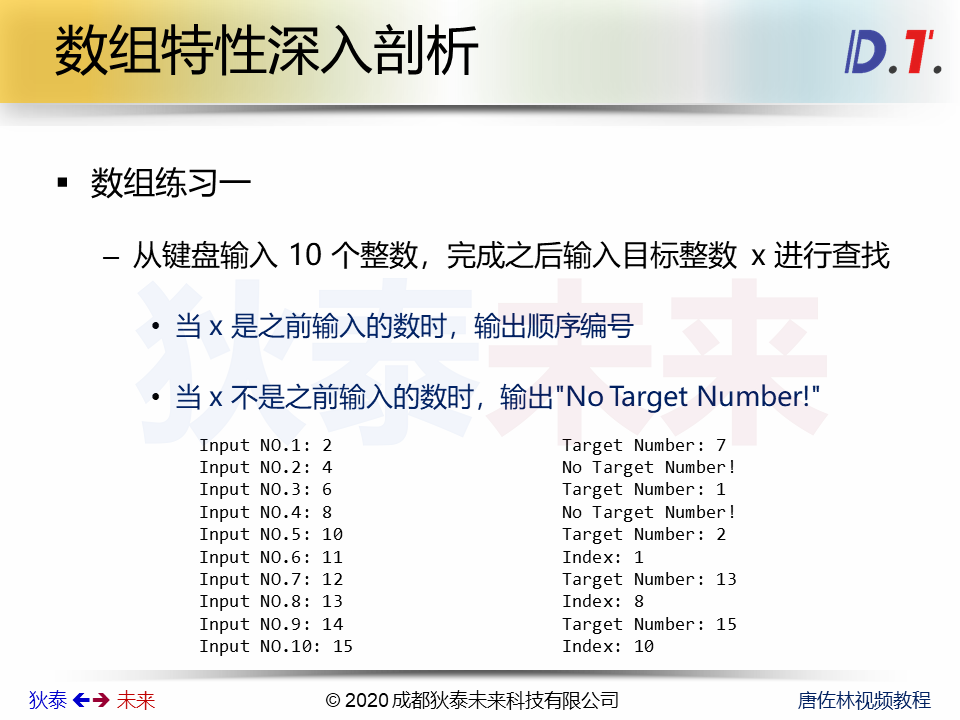 数组特性深入剖析
D.T.
数组练习一
– 从键盘输入 10 个整数，完成之后输入目标整数 x 进行查找
• 当 x 是之前输入的数时，输出顺序编号
• 当 x 不是之前输入的数时，输出"No Target Number!"
狄泰未来
Input NO.1: 2
Input NO.2: 4
Input NO.3: 6
Input NO.4: 8
Input NO.5: 10
Input NO.6: 11
Input NO.7: 12
Input NO.8: 13
Input NO.9: 14
Input NO.10: 15
Target Number: 7
No Target Number!
Target Number: 1
No Target Number!
Target Number: 2
Index: 1
Target Number: 13
Index: 8
Target Number: 15
Index: 10
狄泰 未来
© 2020 成都狄泰未来科技有限公司
唐佐林视频教程